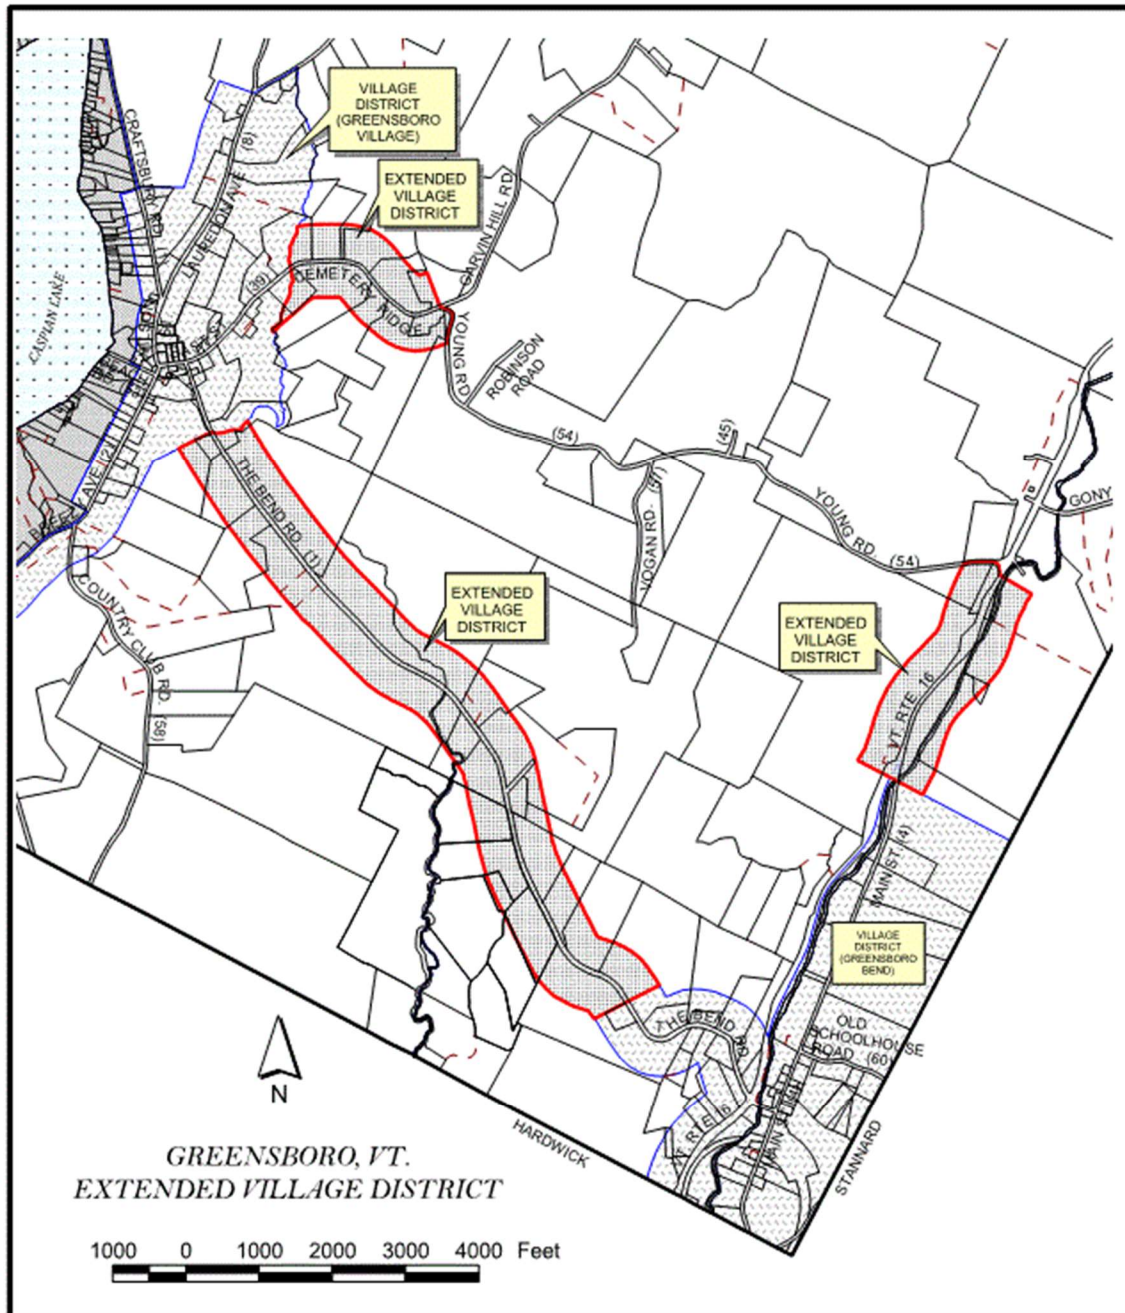 VILLAGE
DISTRICT
(GREENSBORO
VILLAGE)
EXTENDED
VILLAGE
DISTRICT
CRAFTSBURY RD.
LAUREDON AVE (8)
GARVIN HILL RD.
CASPIAN LAKE
(39)
CEMETERY RIDGE
YOUNG RD.
ROBINSON
ROAD
(54)
(45)
BREEZY AVE (2)
THE BEND RD. (1)
HOGAN RD.
YOUNG RD.
(54)
GONY
COUNTRY CLUB RD. (58)
EXTENDED
VILLAGE
DISTRICT
EXTENDED
VILLAGE
DISTRICT
VT. RTE. 16
MAIN ST. (4)
VILLAGE
DISTRICT
(GREENSBORO
BEND)
THE BEND RD.
OLD
SCHOOLHOUSE
ROAD (60)
N
HARDWICK
STANNARD
GREENSBORO, VT.
EXTENDED VILLAGE DISTRICT
1000 0 1000 2000 3000 4000 Feet